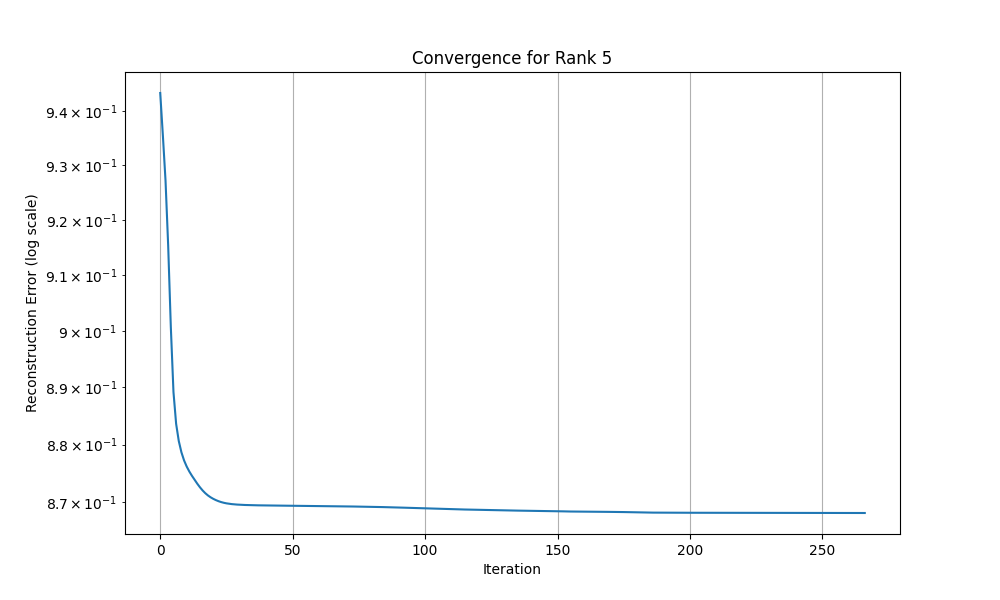 Convergence for Rank 5
Reconstruction Error (log scale)
9.4 × 10⁻¹
9.3 × 10⁻¹
9.2 × 10⁻¹
9.1 × 10⁻¹
9 × 10⁻¹
8.9 × 10⁻¹
8.8 × 10⁻¹
8.7 × 10⁻¹
0 50 100 150 200 250
Iteration